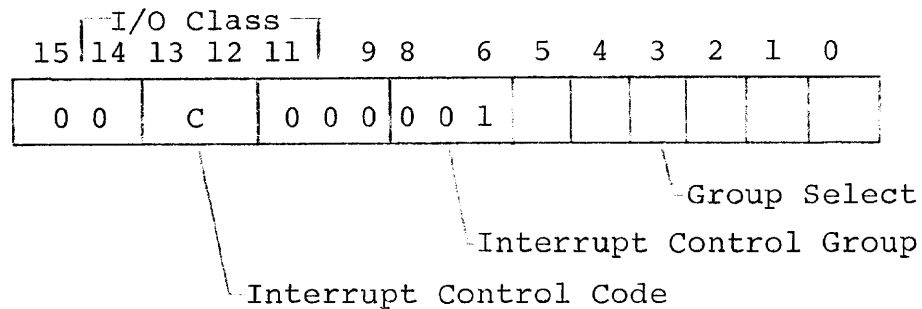 I/O Class
15 14 13 12 11 9 8 6 5 4 3 2 1 0
0 0 C 0 0 0 0 0 1
Group Select
Interrupt Control Group
Interrupt Control Code